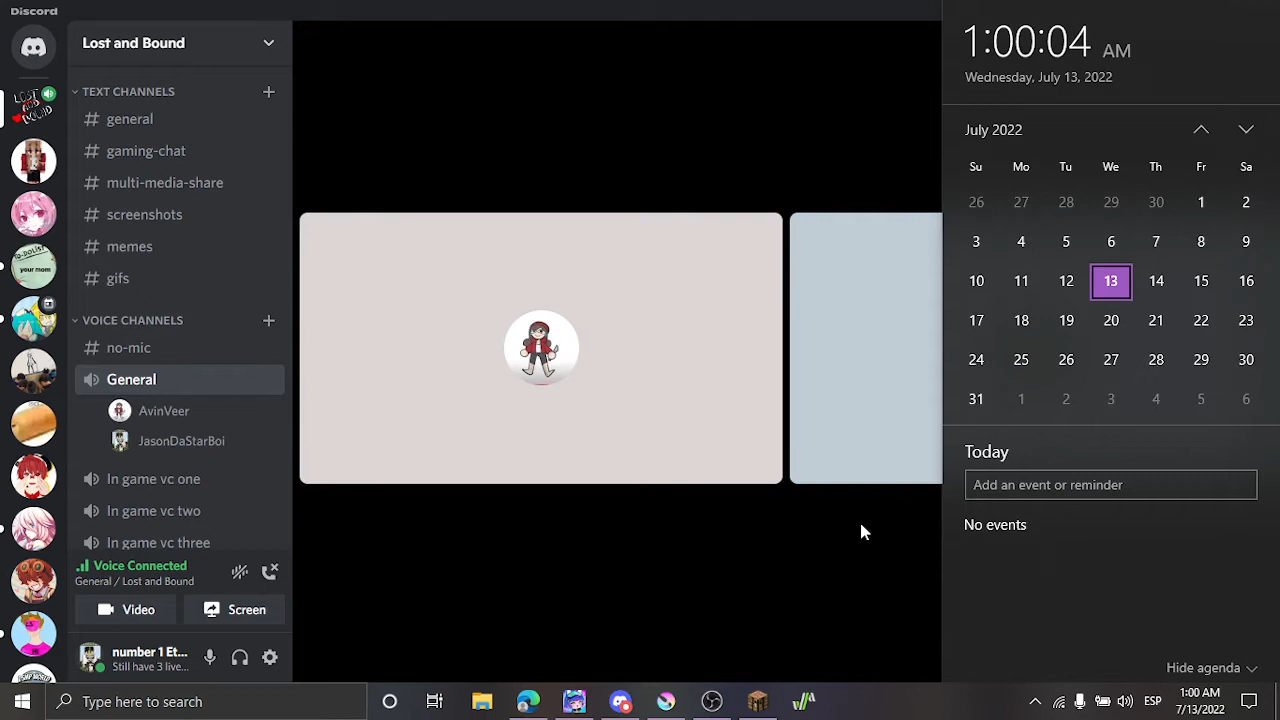 Discord
Lost and Bound
TEXT CHANNELS
general
gaming-chat
multi-media-share
screenshots
memes
gifs
VOICE CHANNELS
no-mic
General
AvinVeer
JasonDaStarBoi
In game vc one
In game vc two
In game vc three
Voice Connected
General / Lost and Bound
Video
Screen
number 1 Et...
Still have 3 live...
your mom
1:00:04 AM
Wednesday, July 13, 2022
July 2022
Su Mo Tu We Th Fr Sa
26 27 28 29 30 1 2
3 4 5 6 7 8 9
10 11 12 13 14 15 16
17 18 19 20 21 22 23
24 25 26 27 28 29 30
31 1 2 3 4 5 6
Today
Add an event or reminder
No events
Hide agenda
Type here to search
ESP
1:00 AM
7/13/2022